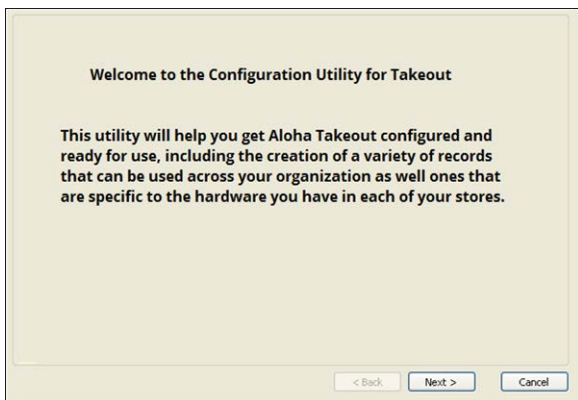 Welcome to the Configuration Utility for Takeout
This utility will help you get Aloha Takeout configured and
ready for use, including the creation of a variety of records
that can be used across your organization as well ones that
are specific to the hardware you have in each of your stores.
< Back Next > Cancel